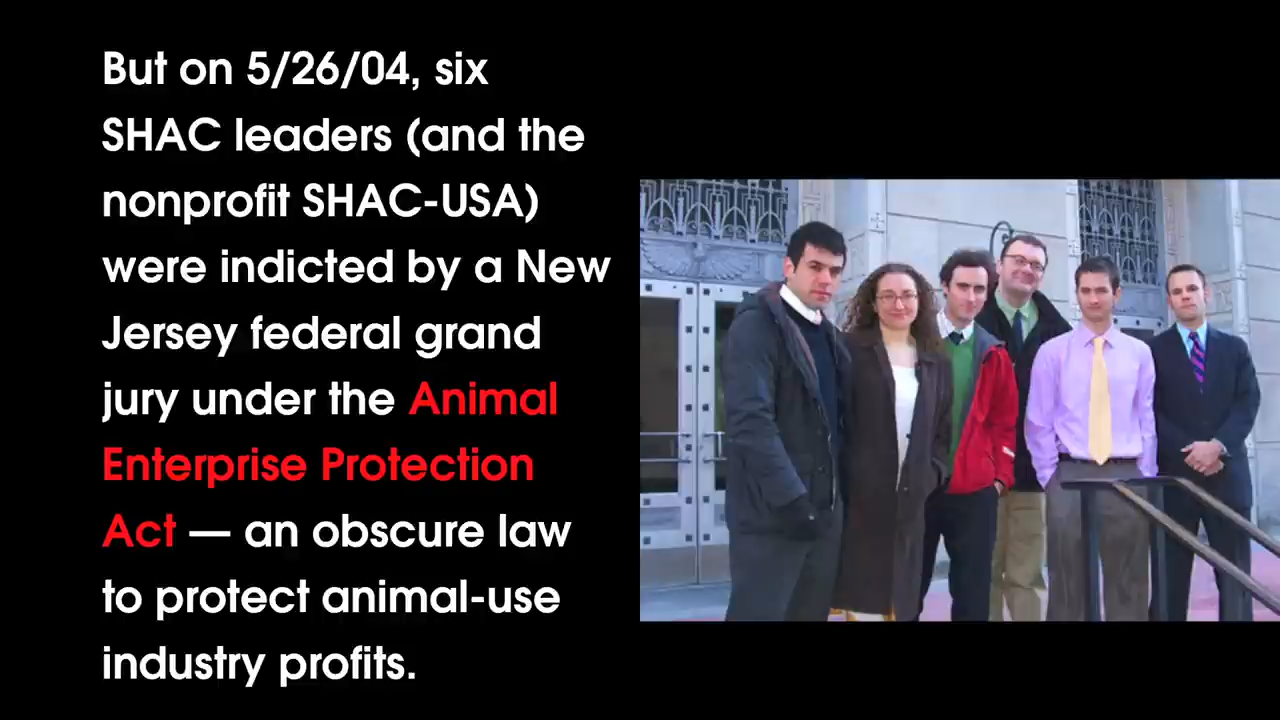 But on 5/26/04, six
SHAC leaders (and the
nonprofit SHAC-USA)
were indicted by a New
Jersey federal grand
jury under the Animal
Enterprise Protection
Act — an obscure law
to protect animal-use
industry profits.